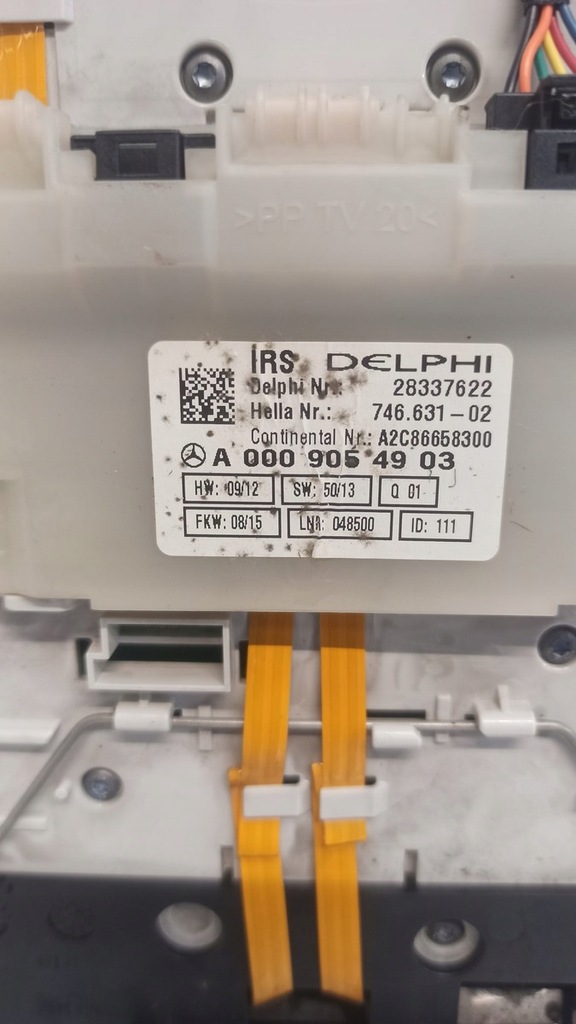 >PP TV 20<
IRS DELPHI
Delphi Nr.: 28337622
Hella Nr.: 746.631-02
Continental Nr.: A2C86658300
A 000 905 49 03
HW: 09/12 SW: 50/13 Q 01
FKW: 08/15 LNR: 048500 ID: 111